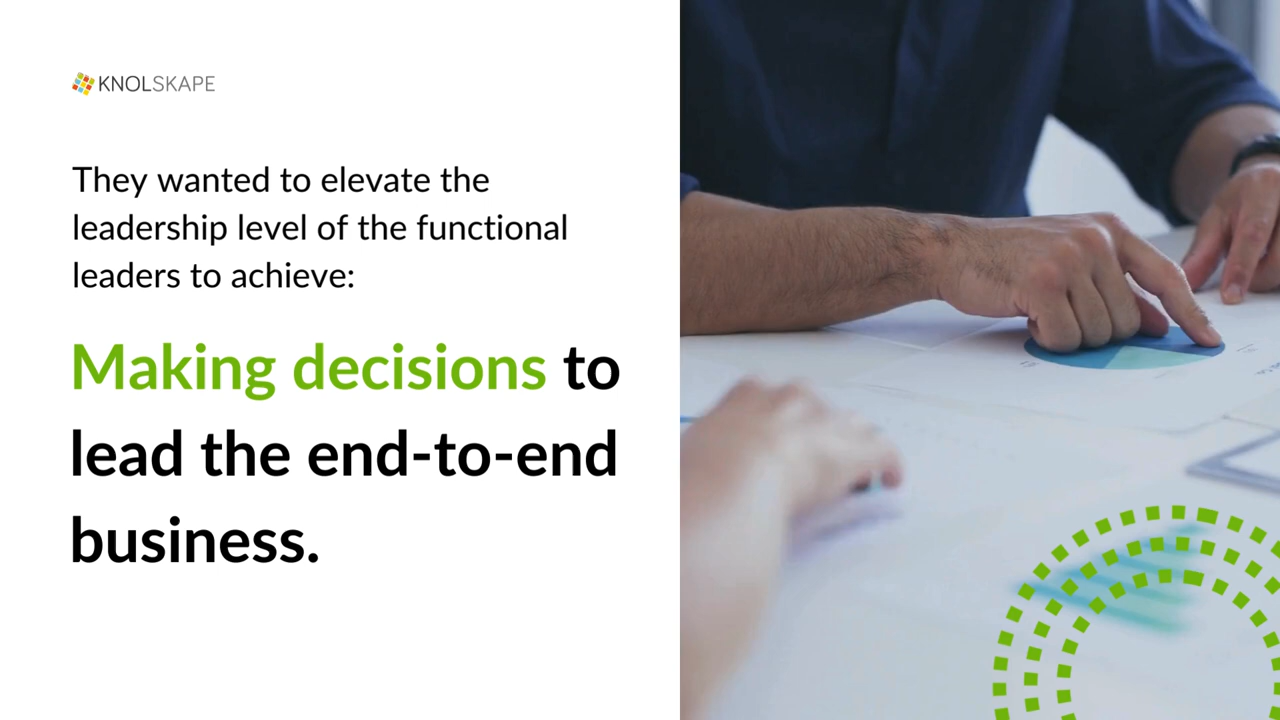 KNOLSKAPE
They wanted to elevate the
leadership level of the functional
leaders to achieve:
Making decisions to
lead the end-to-end
business.